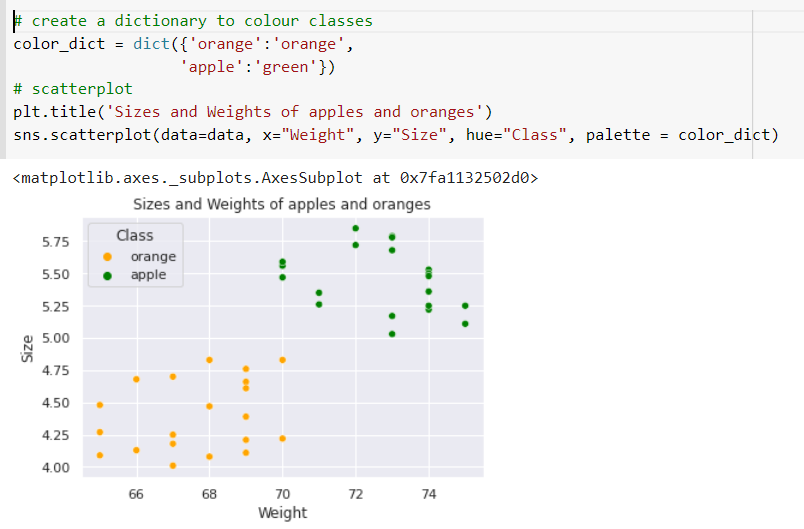 # create a dictionary to colour classes
color_dict = dict({'orange':'orange',
'apple':'green'})
# scatterplot
plt.title('Sizes and Weights of apples and oranges')
sns.scatterplot(data=data, x="Weight", y="Size", hue="Class", palette = color_dict)
<matplotlib.axes._subplots.AxesSubplot at 0x7fa1132502d0>
Sizes and Weights of apples and oranges
Class
orange
apple
5.75
5.50
5.25
5.00
4.75
4.50
4.25
4.00
Size
66 68 70 72 74
Weight